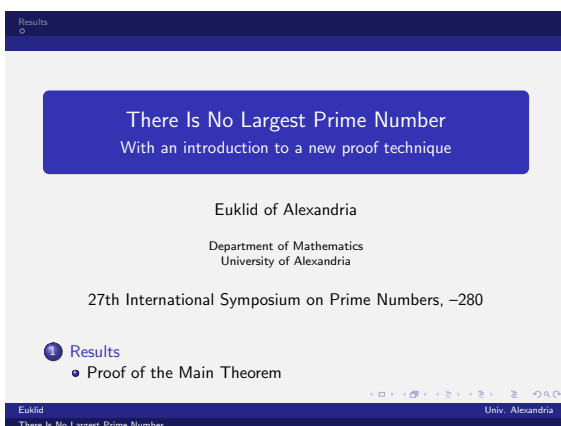 Results
There Is No Largest Prime Number
With an introduction to a new proof technique
Euklid of Alexandria
Department of Mathematics
University of Alexandria
27th International Symposium on Prime Numbers, –280
1 Results
Proof of the Main Theorem
Euklid Univ. Alexandria
There Is No Largest Prime Number